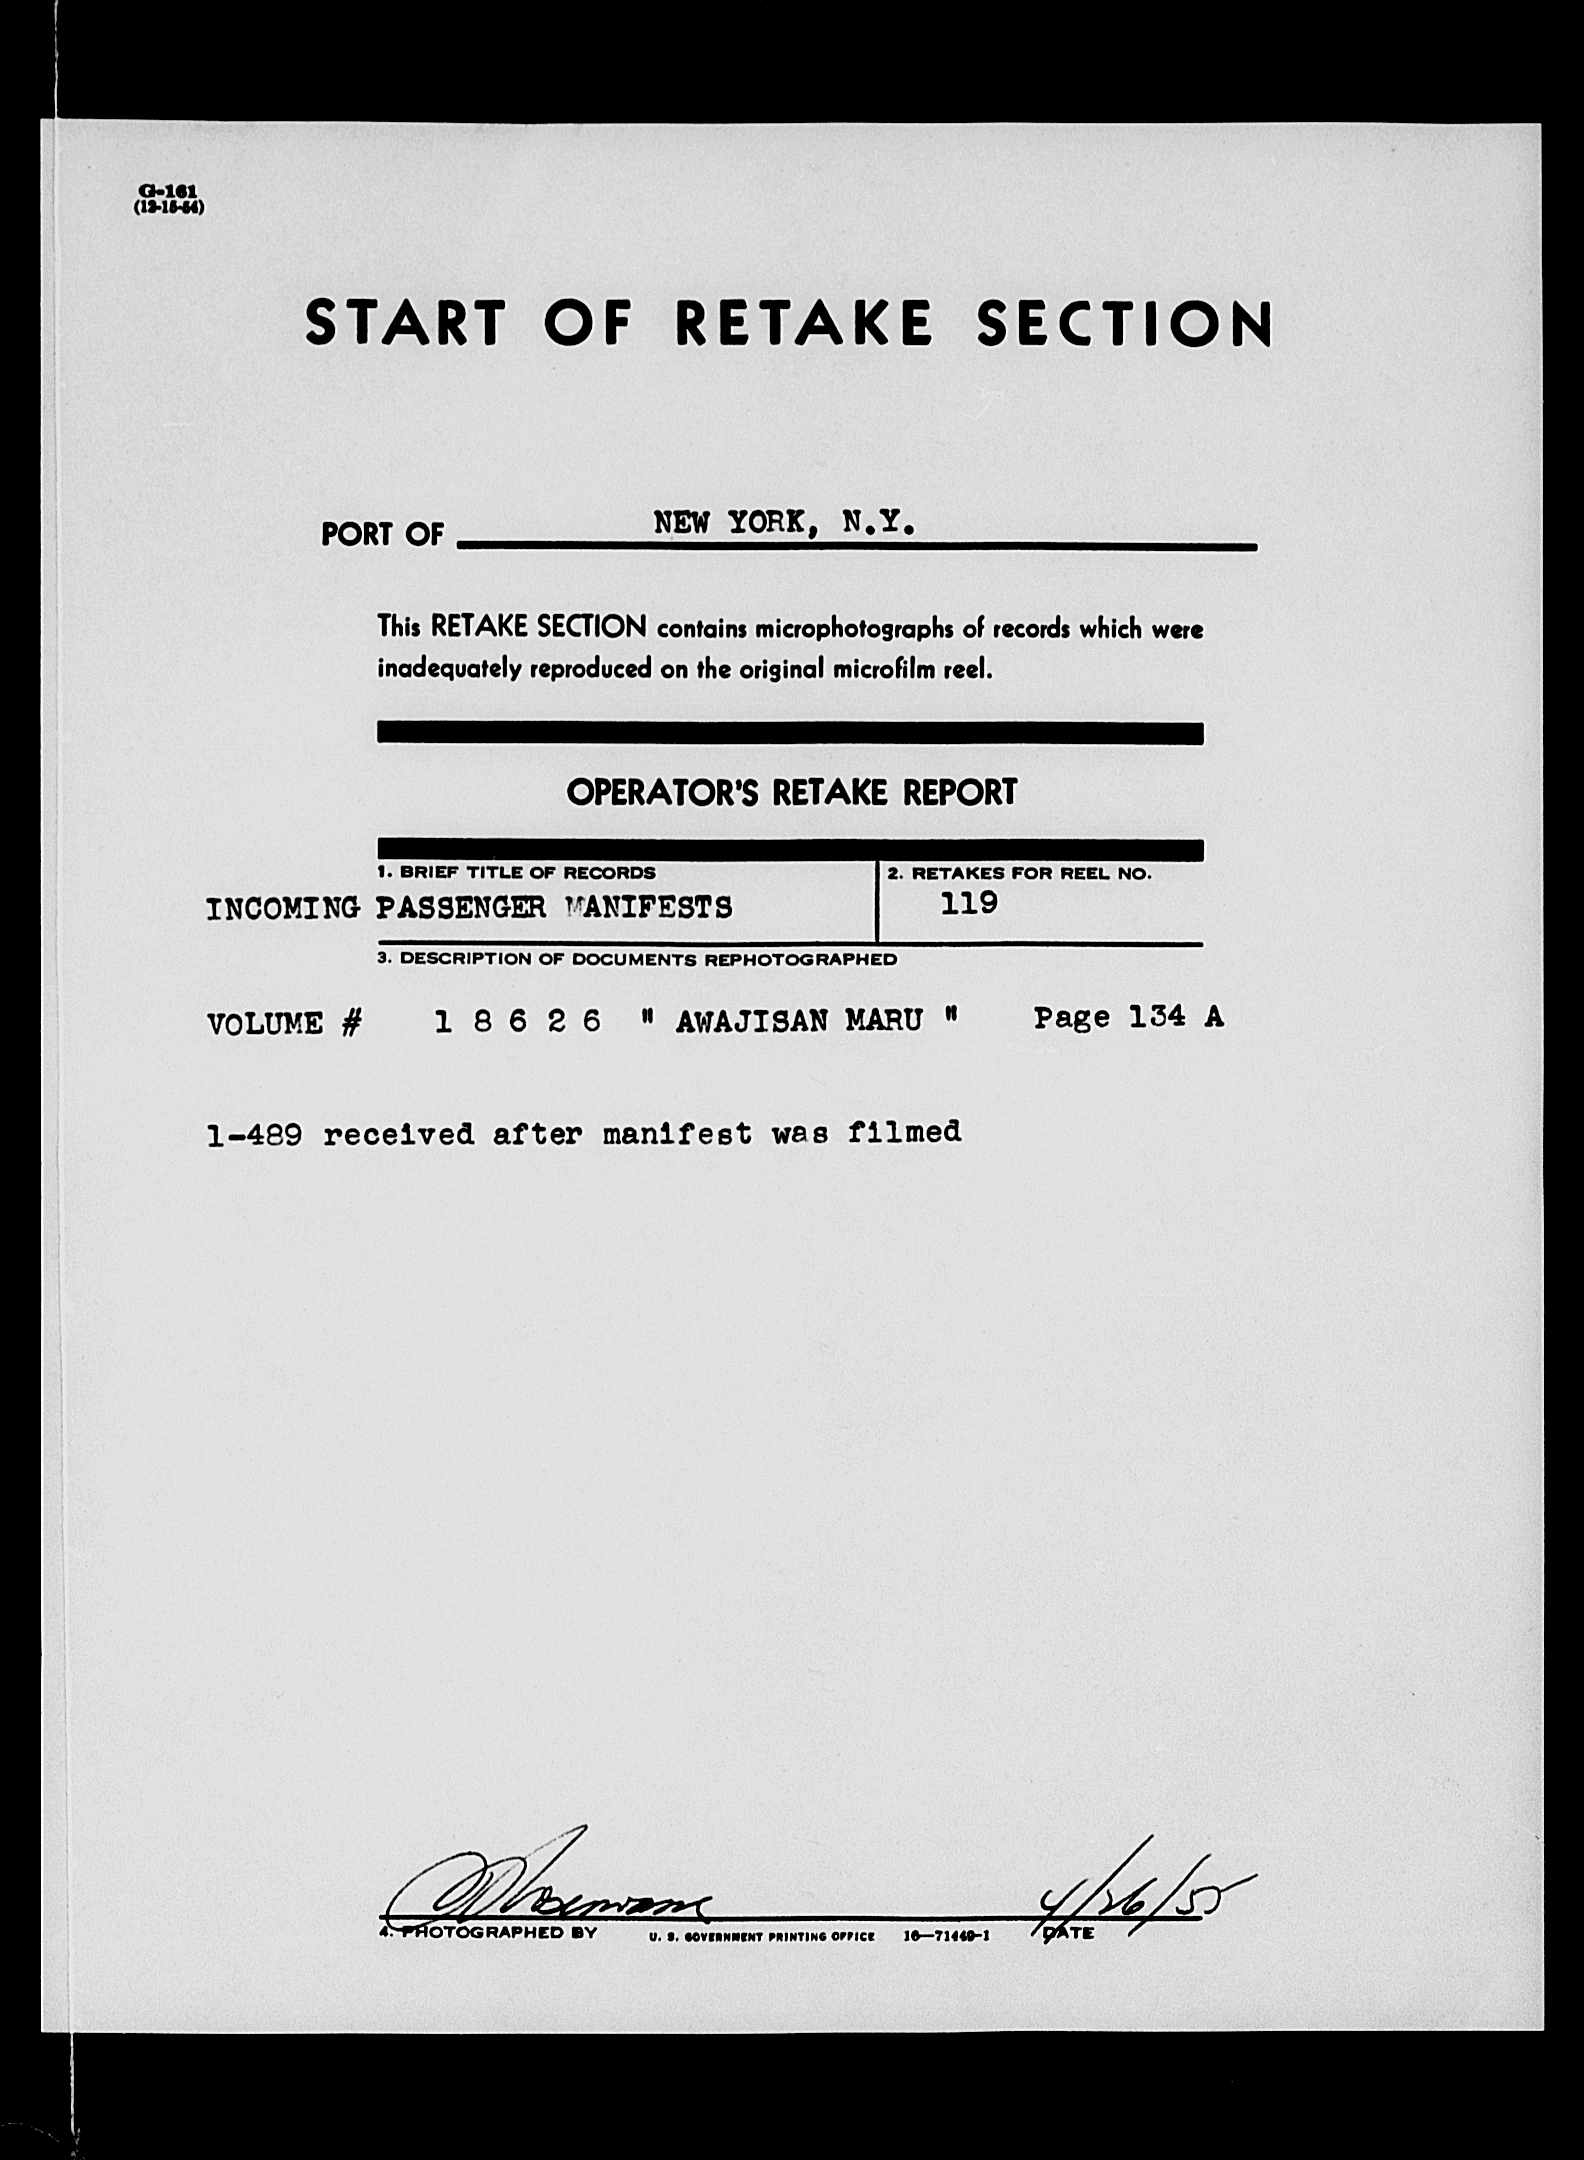 G-161
(12-15-54)
START OF RETAKE SECTION
PORT OF NEW YORK, N.Y.
This RETAKE SECTION contains microphotographs of records which were
inadequately reproduced on the original microfilm reel.
OPERATOR'S RETAKE REPORT
1. BRIEF TITLE OF RECORDS 2. RETAKES FOR REEL NO.
INCOMING PASSENGER MANIFESTS 119
3. DESCRIPTION OF DOCUMENTS REPHOTOGRAPHED
VOLUME # 1 8 6 2 6 " AWAJISAN MARU " Page 134 A
1-489 received after manifest was filmed
4/26/55
4. PHOTOGRAPHED BY U. S. GOVERNMENT PRINTING OFFICE 16—71449-1 DATE